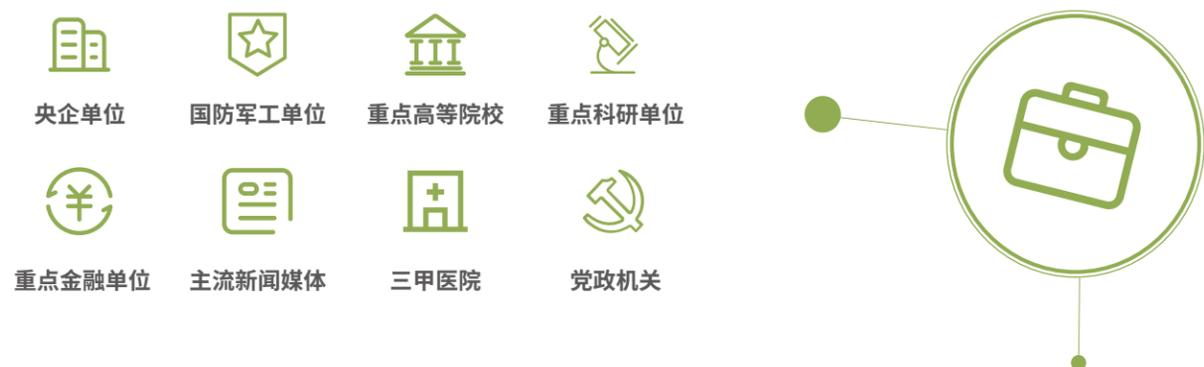 央企单位
国防军工单位
重点高等院校
重点科研单位
重点金融单位
主流新闻媒体
三甲医院
党政机关